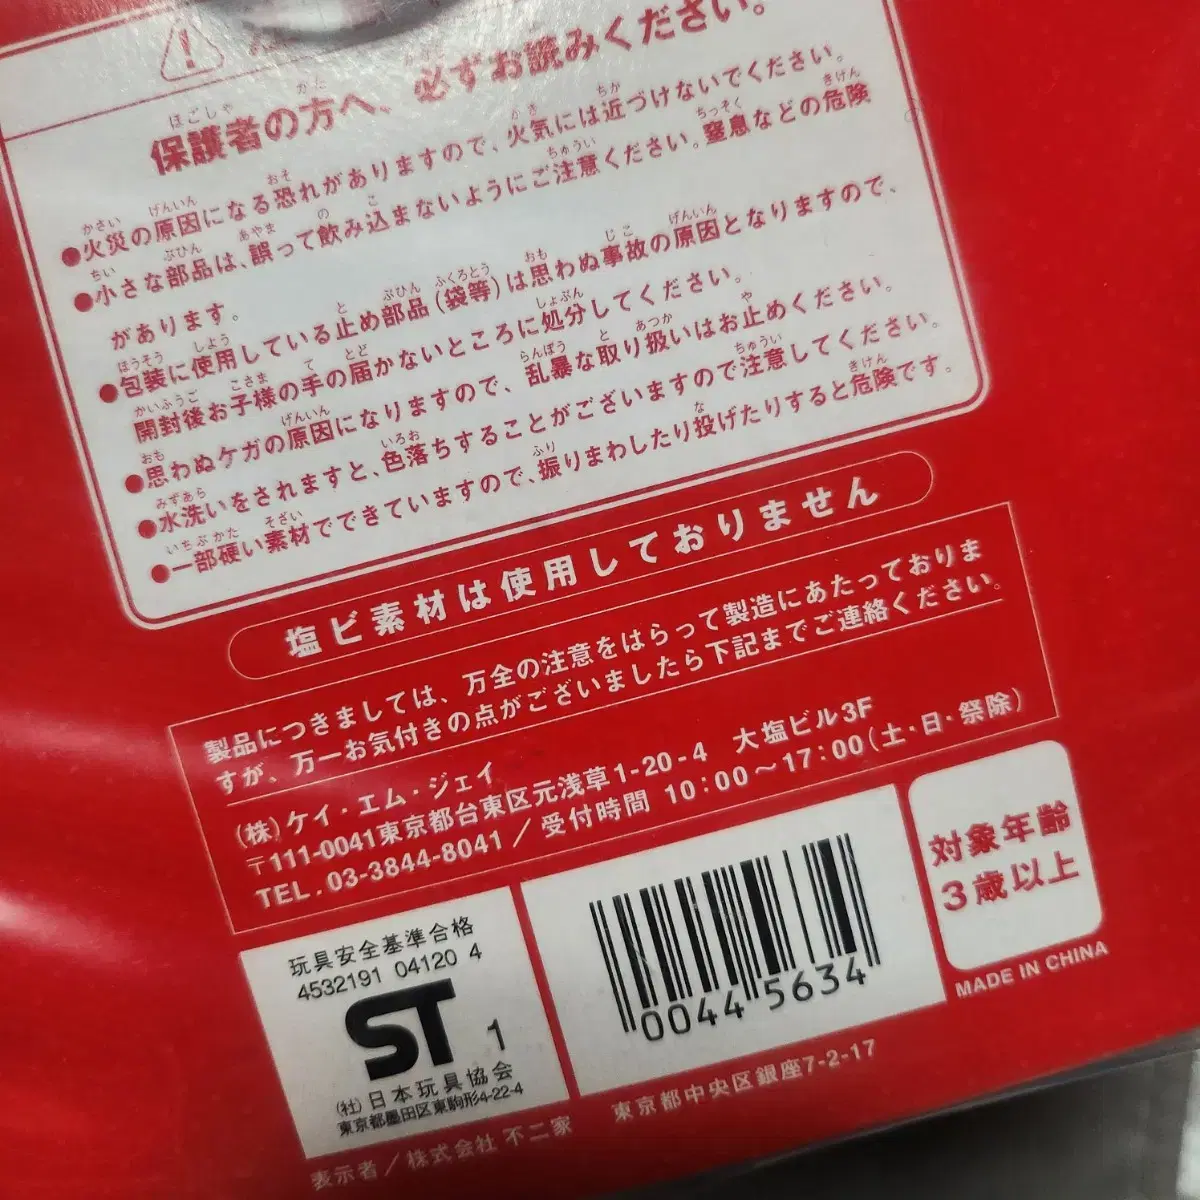 保護者の方へ、必ずお読みください。
●火災の原因になる恐れがありますので、火気には近づけないでください。
●小さな部品は、誤って飲み込まないようにご注意ください。窒息などの危険
があります。
●包装に使用している止め部品(袋等)は思わぬ事故の原因となりますので、
開封後お子様の手の届かないところに処分してください。
●思わぬケガの原因になりますので、乱暴な取り扱いはお止めください。
●水洗いをされますと、色落ちすることがございますので注意してください。
●一部硬い素材でできていますので、振りまわしたり投げたりすると危険です。
塩ビ素材は使用しておりません
製品につきましては、万全の注意をはらって製造にあたっておりま
すが、万一お気付きの点がございましたら下記までご連絡ください。
(株)ケイ・エム・ジェイ
〒111-0041東京都台東区元浅草1-20-4 大塩ビル3F
TEL.03-3844-8041/受付時間 10:00〜17:00(土・日・祭除)
玩具安全基準合格
4532191 04120 4
ST 1
(社)日本玩具協会
東京都墨田区東駒形4-22-4
0044 5634
対象年齢
3歳以上
MADE IN CHINA
表示者/株式会社 不二家 東京都中央区銀座7-2-17